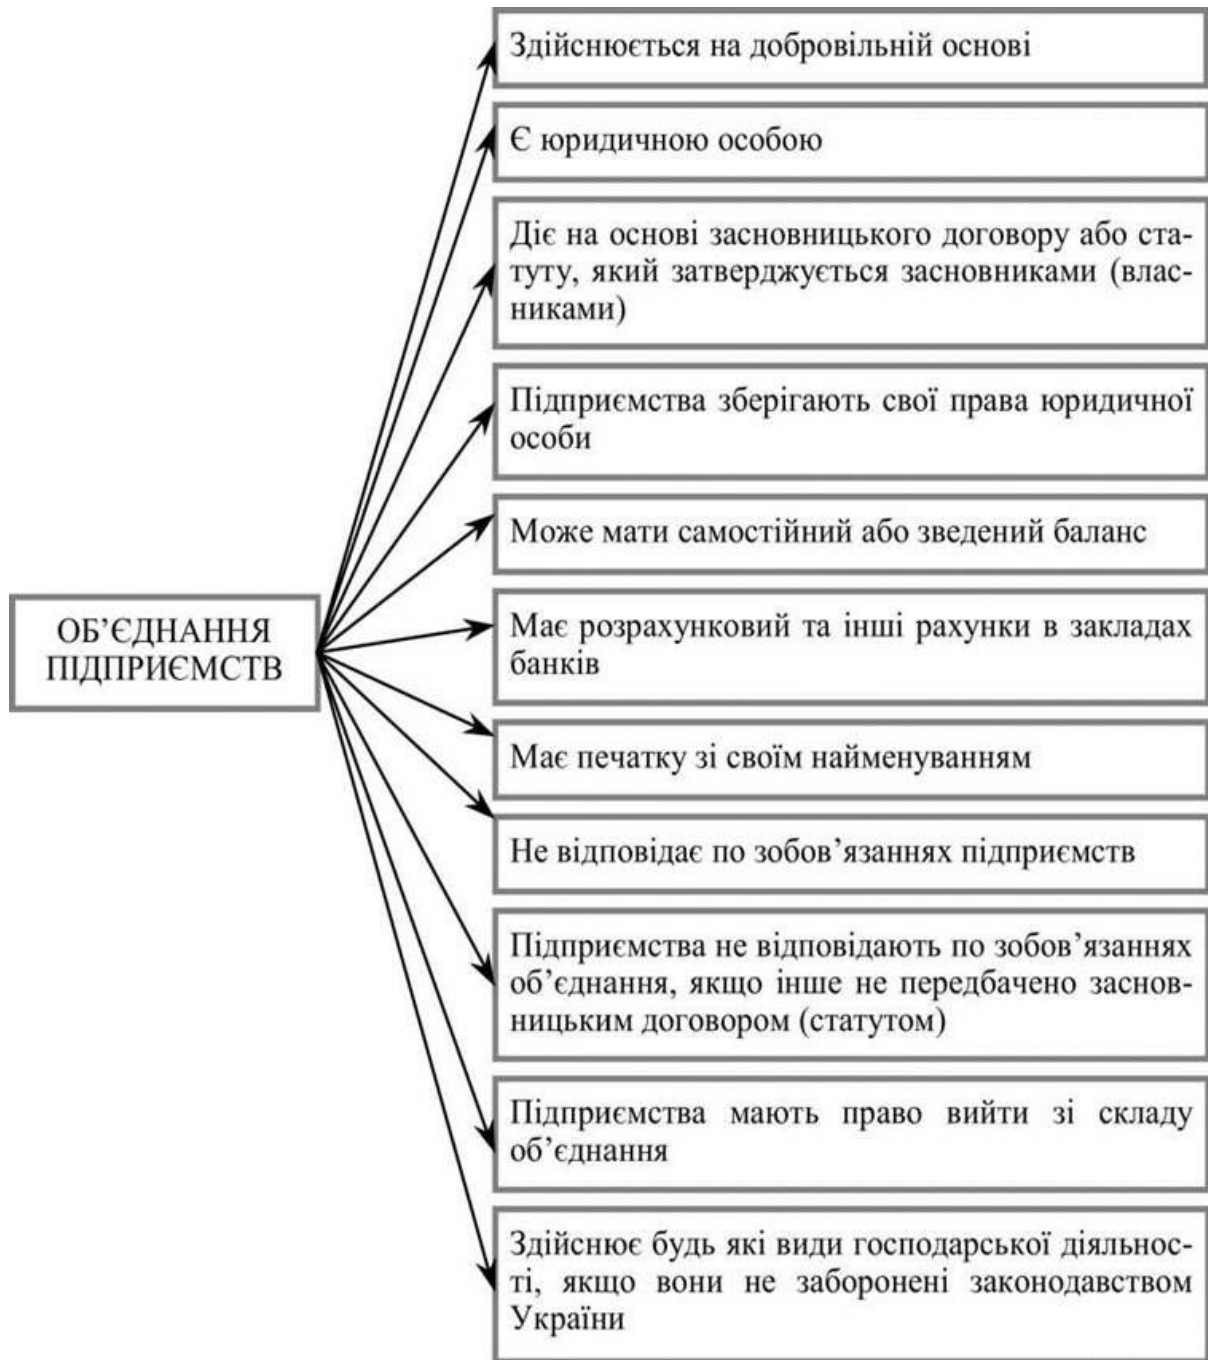 Здійснюється на добровільній основі
Є юридичною особою
Діє на основі засновницького договору або ста-
туту, який затверджується засновниками (влас-
никами)
Підприємства зберігають свої права юридичної
особи
Може мати самостійний або зведений баланс
ОБ’ЄДНАННЯ
ПІДПРИЄМСТВ
Має розрахунковий та інші рахунки в закладах
банків
Має печатку зі своїм найменуванням
Не відповідає по зобов’язаннях підприємств
Підприємства не відповідають по зобов’язаннях
об’єднання, якщо інше не передбачено заснов-
ницьким договором (статутом)
Підприємства мають право вийти зі складу
об’єднання
Здійснює будь які види господарської діяльнос-
ті, якщо вони не заборонені законодавством
України